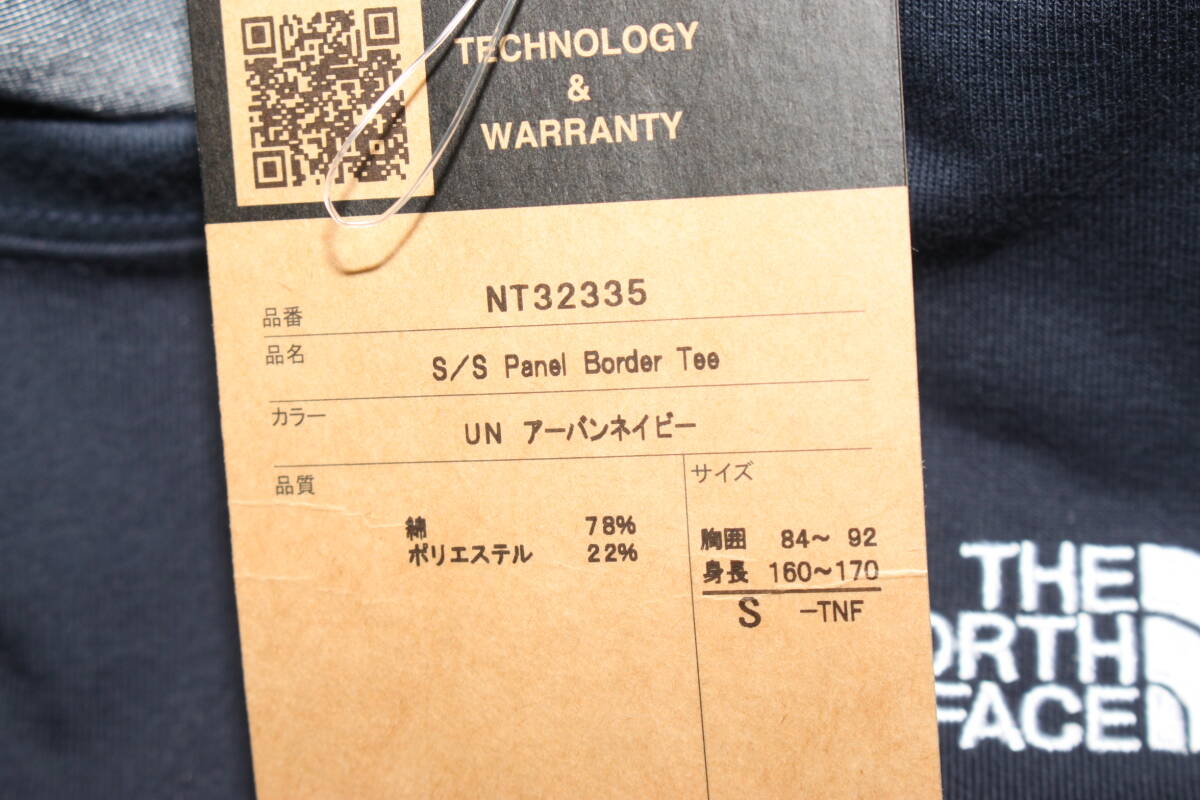 TECHNOLOGY
&
WARRANTY
品番 NT32335
品名 S/S Panel Border Tee
カラー UN アーバンネイビー
品質
綿 78%
ポリエステル 22%
サイズ
胸囲 84~ 92
身長 160~170
S -TNF
THE
NORTH
FACE